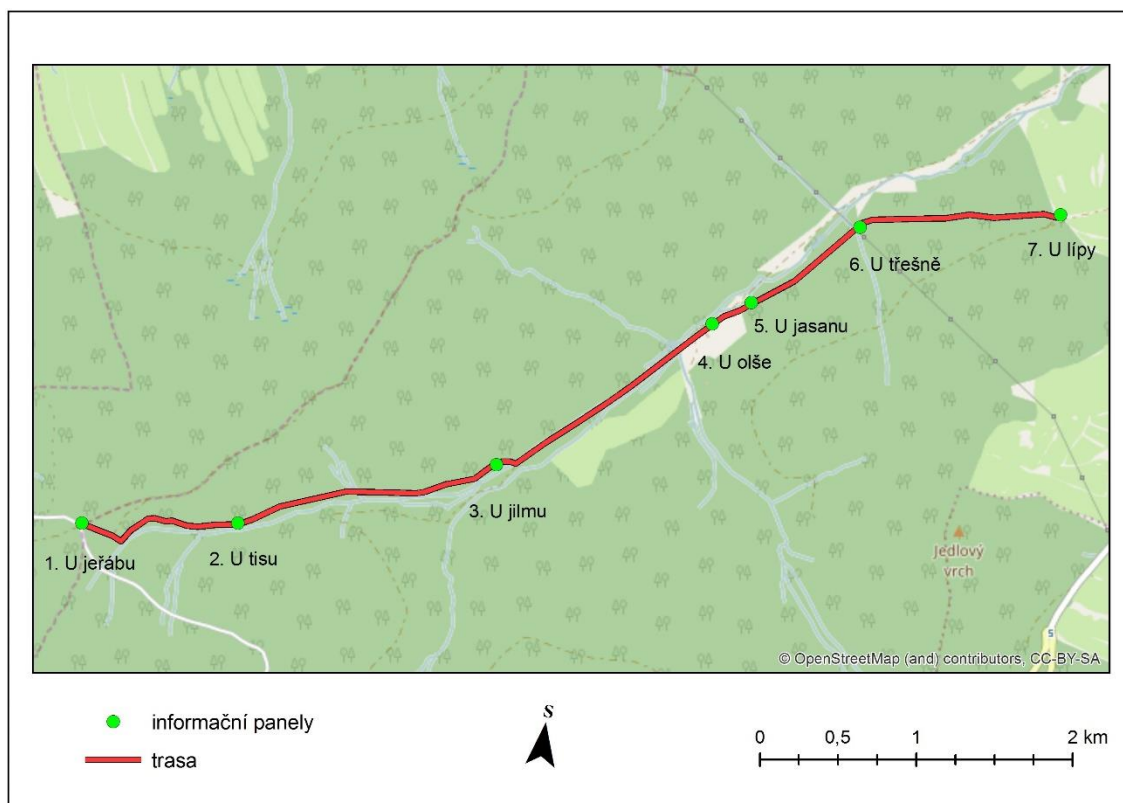 7. U lípy
6. U třešně
5. U jasanu
4. U olše
3. U jilmu
2. U tisu
1. U jeřábu
Jedlový
vrch
5
© OpenStreetMap (and) contributors, CC-BY-SA
informační panely
trasa
S
0 0,5 1 2 km